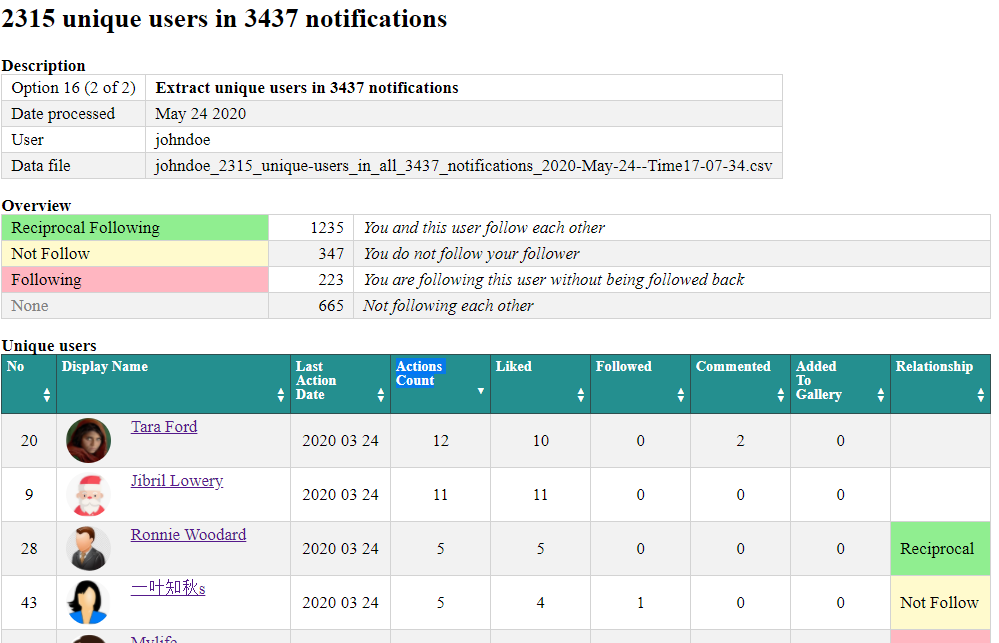 2315 unique users in 3437 notifications
Description
Option 16 (2 of 2) Extract unique users in 3437 notifications
Date processed May 24 2020
User johndoe
Data file johndoe_2315_unique-users_in_all_3437_notifications_2020-May-24--Time17-07-34.csv
Overview
Reciprocal Following 1235 You and this user follow each other
Not Follow 347 You do not follow your follower
Following 223 You are following this user without being followed back
None 665 Not following each other
Unique users
No Display Name Last Action Date Actions Count Liked Followed Commented Added To Gallery Relationship
20 Tara Ford 2020 03 24 12 10 0 2 0
9 Jibril Lowery 2020 03 24 11 11 0 0 0
28 Ronnie Woodard 2020 03 24 5 5 0 0 0 Reciprocal
43 一叶知秋s 2020 03 24 5 4 1 0 0 Not Follow
Mylife